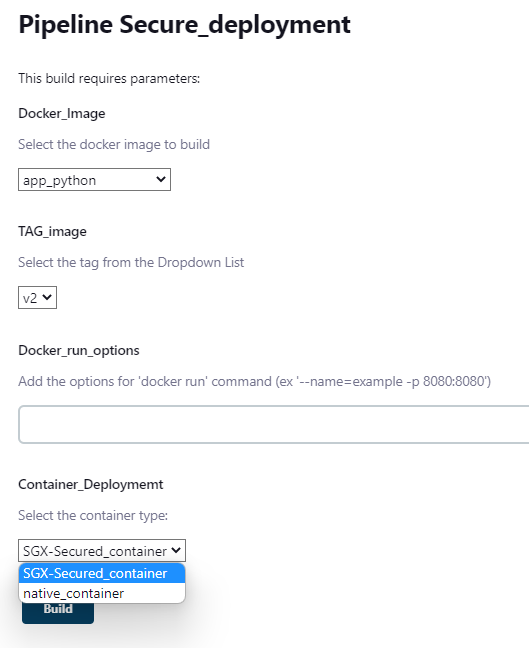 Pipeline Secure_deployment
This build requires parameters:
Docker_Image
Select the docker image to build
app_python
TAG_image
Select the tag from the Dropdown List
v2
Docker_run_options
Add the options for 'docker run' command (ex '--name=example -p 8080:8080')
Container_Deploymemt
Select the container type:
SGX-Secured_container
SGX-Secured_container
native_container
Build